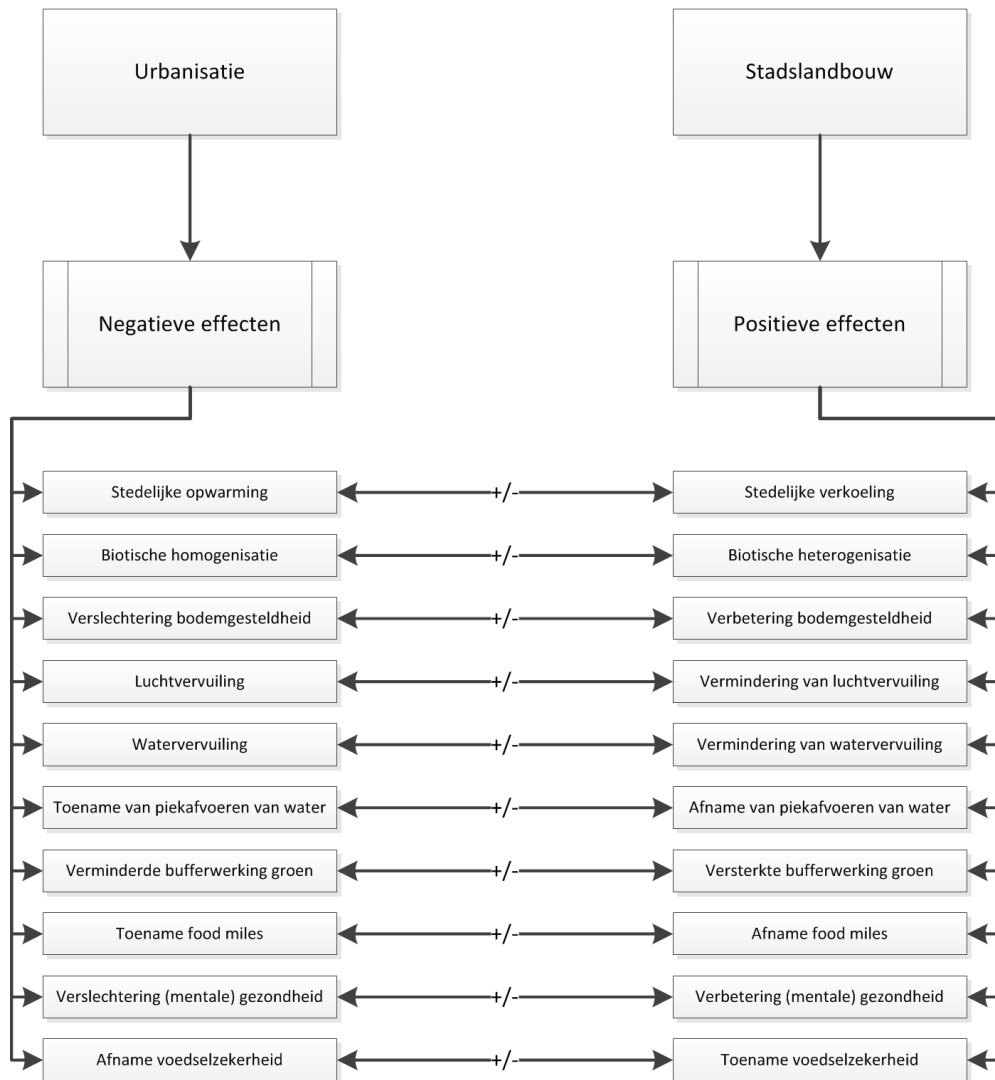 Urbanisatie
Stadslandbouw
Negatieve effecten
Positieve effecten
Stedelijke opwarming
+/-
Stedelijke verkoeling
Biotische homogenisatie
+/-
Biotische heterogenisatie
Verslechtering bodemgesteldheid
+/-
Verbetering bodemgesteldheid
Luchtvervuiling
+/-
Vermindering van luchtvervuiling
Watervervuiling
+/-
Vermindering van watervervuiling
Toename van piekafvoeren van water
+/-
Afname van piekafvoeren van water
Verminderde bufferwerking groen
+/-
Versterkte bufferwerking groen
Toename food miles
+/-
Afname food miles
Verslechtering (mentale) gezondheid
+/-
Verbetering (mentale) gezondheid
Afname voedselzekerheid
+/-
Toename voedselzekerheid